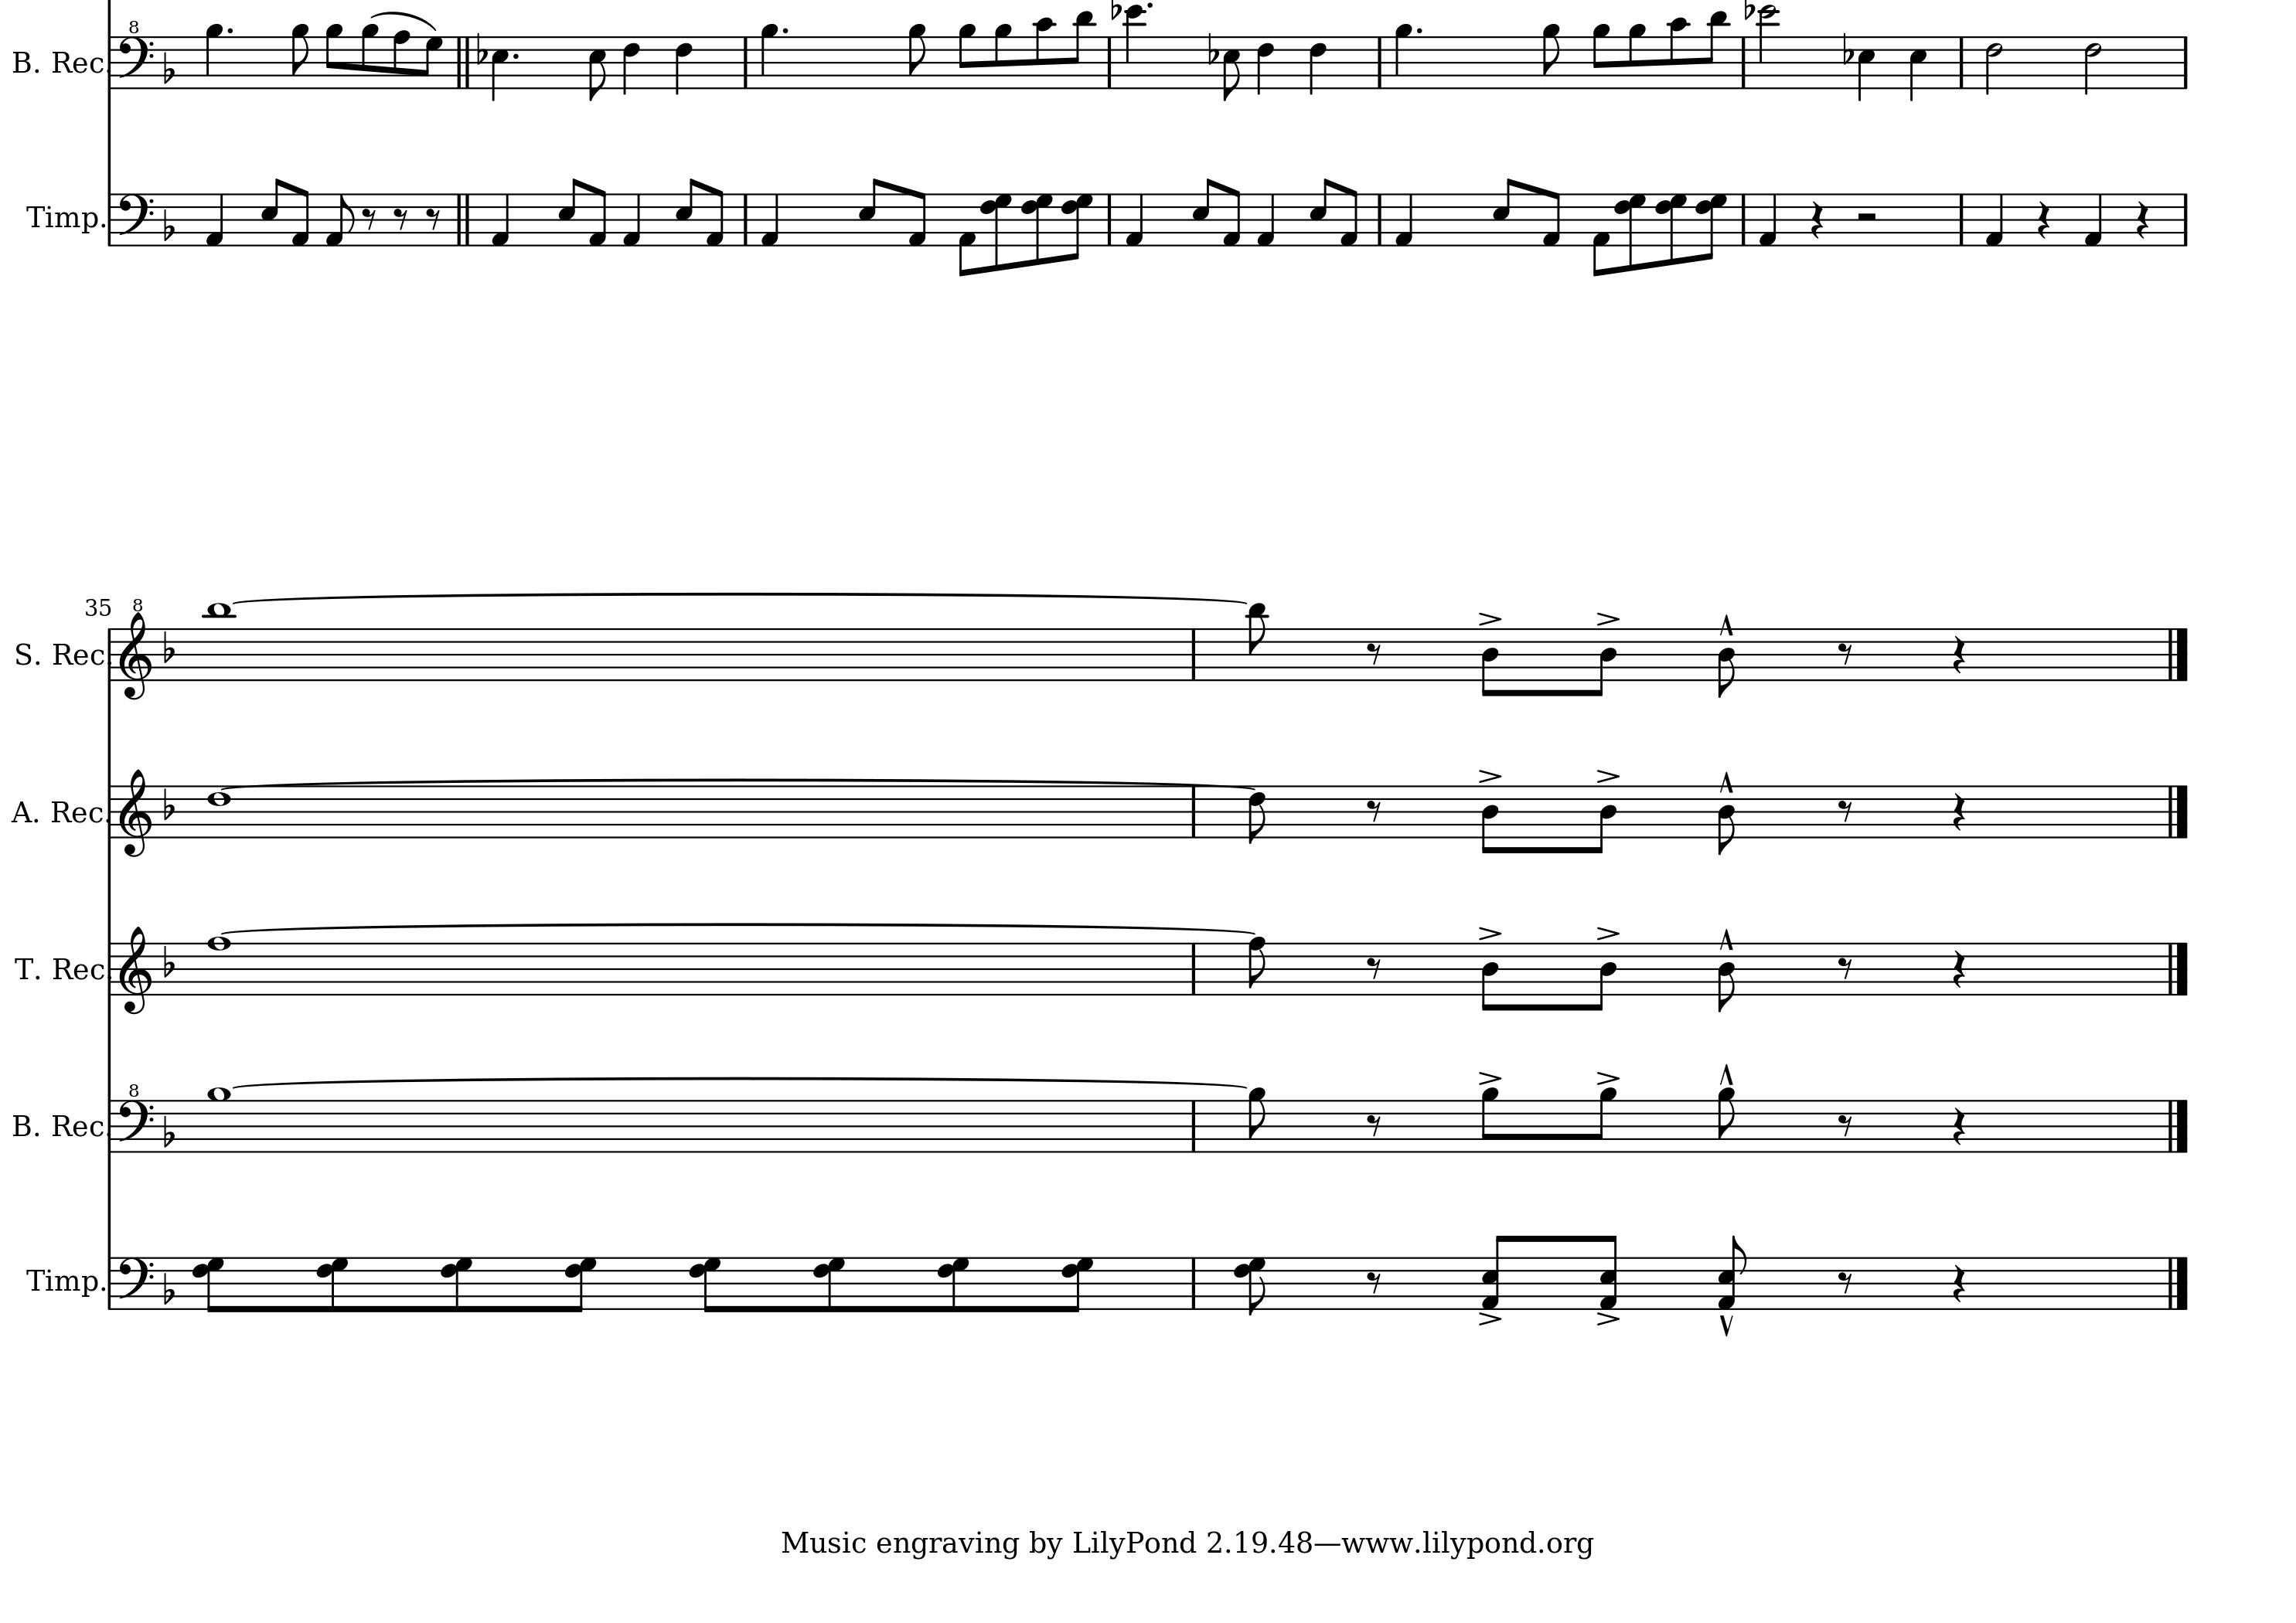 8
B. Rec.
Timp.
35 8
S. Rec.
A. Rec.
T. Rec.
8
B. Rec.
Timp.
Music engraving by LilyPond 2.19.48—www.lilypond.org